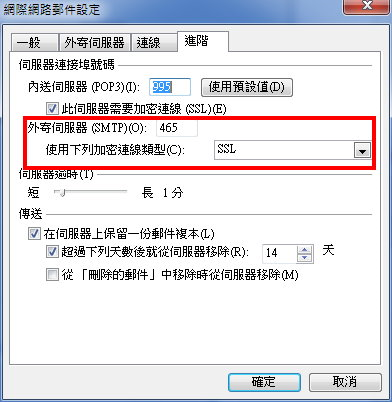 網際網路郵件設定
一般 外寄伺服器 連線 進階
伺服器連接埠號碼
內送伺服器 (POP3)(I): 995 使用預設值(D)
此伺服器需要加密連線 (SSL)(E)
外寄伺服器 (SMTP)(O): 465
使用下列加密連線類型(C): SSL
伺服器逾時(T)
短 長 1 分
傳送
在伺服器上保留一份郵件複本(L)
超過下列天數後就從伺服器移除(R): 14 天
從「刪除的郵件」中移除時從伺服器移除(M)
確定 取消